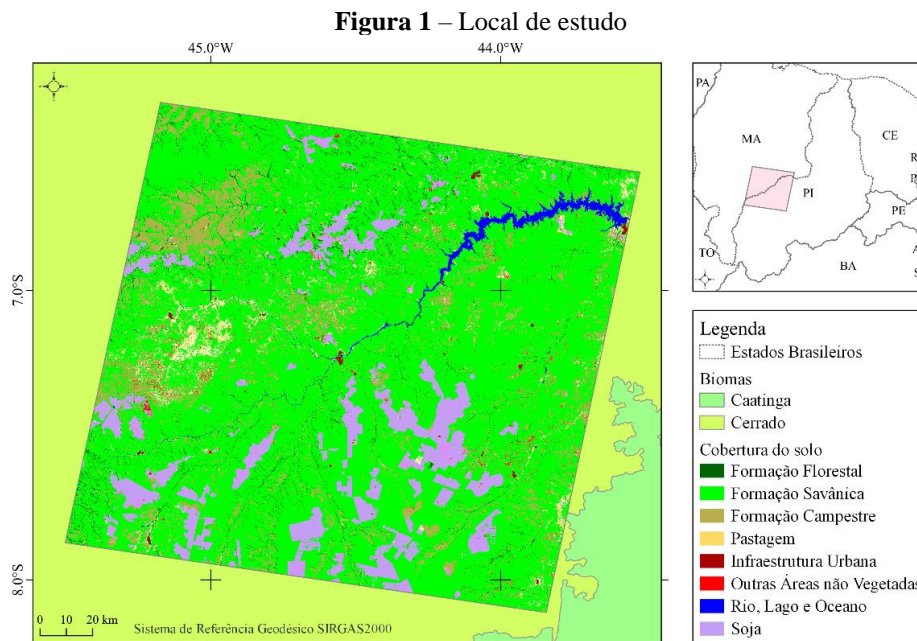 Figura 1 – Local de estudo
45.0°W
44.0°W
7.0°S
8.0°S
0 10 20 km
Sistema de Referência Geodésico SIRGAS2000
PA
MA
CE
R
P
PI
PE
TO
A
BA
S
Legenda
Estados Brasileiros
Biomas
Caatinga
Cerrado
Cobertura do solo
Formação Florestal
Formação Savânica
Formação Campestre
Pastagem
Infraestrutura Urbana
Outras Áreas não Vegetadas
Rio, Lago e Oceano
Soja